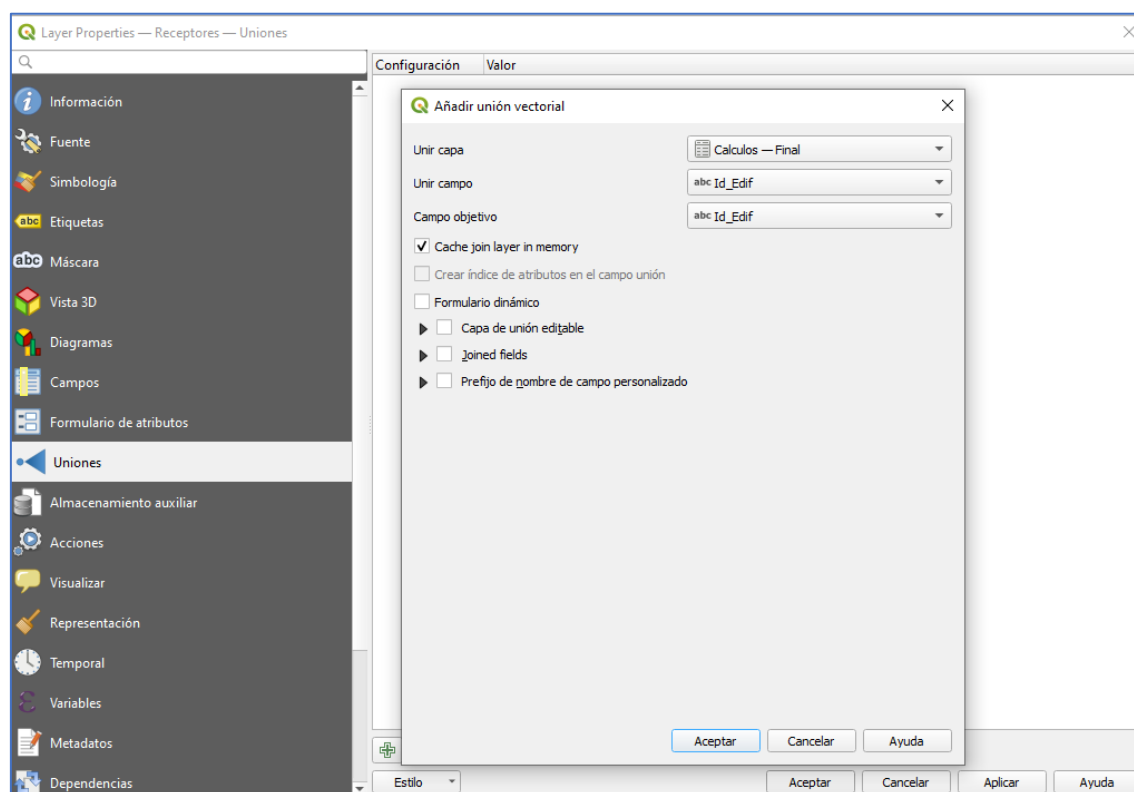 Layer Properties — Receptores — Uniones
Configuración Valor
Información
Fuente
Simbología
abc Etiquetas
abc Máscara
Vista 3D
Diagramas
Campos
Formulario de atributos
Uniones
Almacenamiento auxiliar
Acciones
Visualizar
Representación
Temporal
Variables
Metadatos
Dependencias
Añadir unión vectorial
Unir capa Calculos — Final
Unir campo abc Id_Edif
Campo objetivo abc Id_Edif
Cache join layer in memory
Crear índice de atributos en el campo unión
Formulario dinámico
Capa de unión editable
Joined fields
Prefijo de nombre de campo personalizado
Aceptar Cancelar Ayuda
Estilo Aceptar Cancelar Aplicar Ayuda